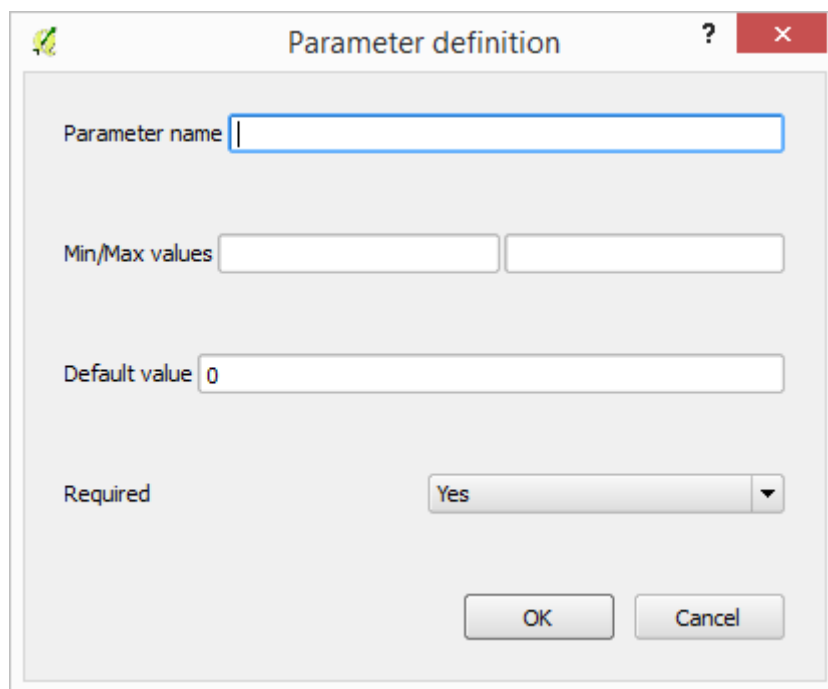 Parameter definition ? ×
Parameter name
Min/Max values
Default value 0
Required Yes
OK Cancel